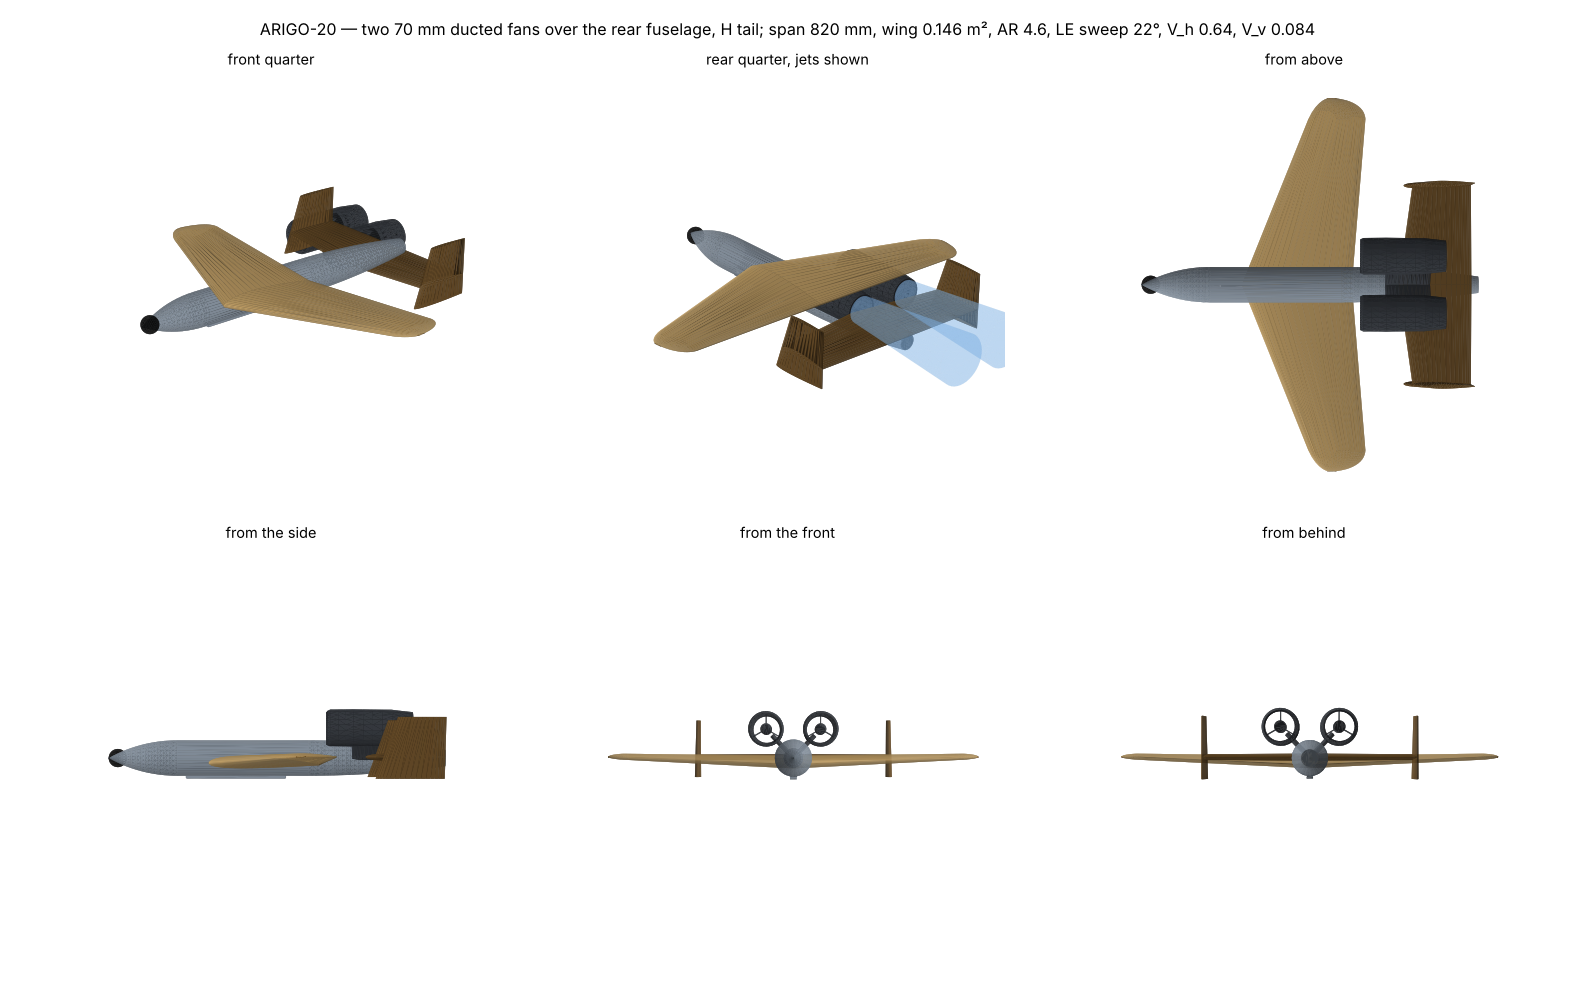 ARIGO-20 — two 70 mm ducted fans over the rear fuselage, H tail; span 820 mm, wing 0.146 m², AR 4.6, LE sweep 22°, V_h 0.64, V_v 0.084
front quarter
rear quarter, jets shown
from above
from the side
from the front
from behind